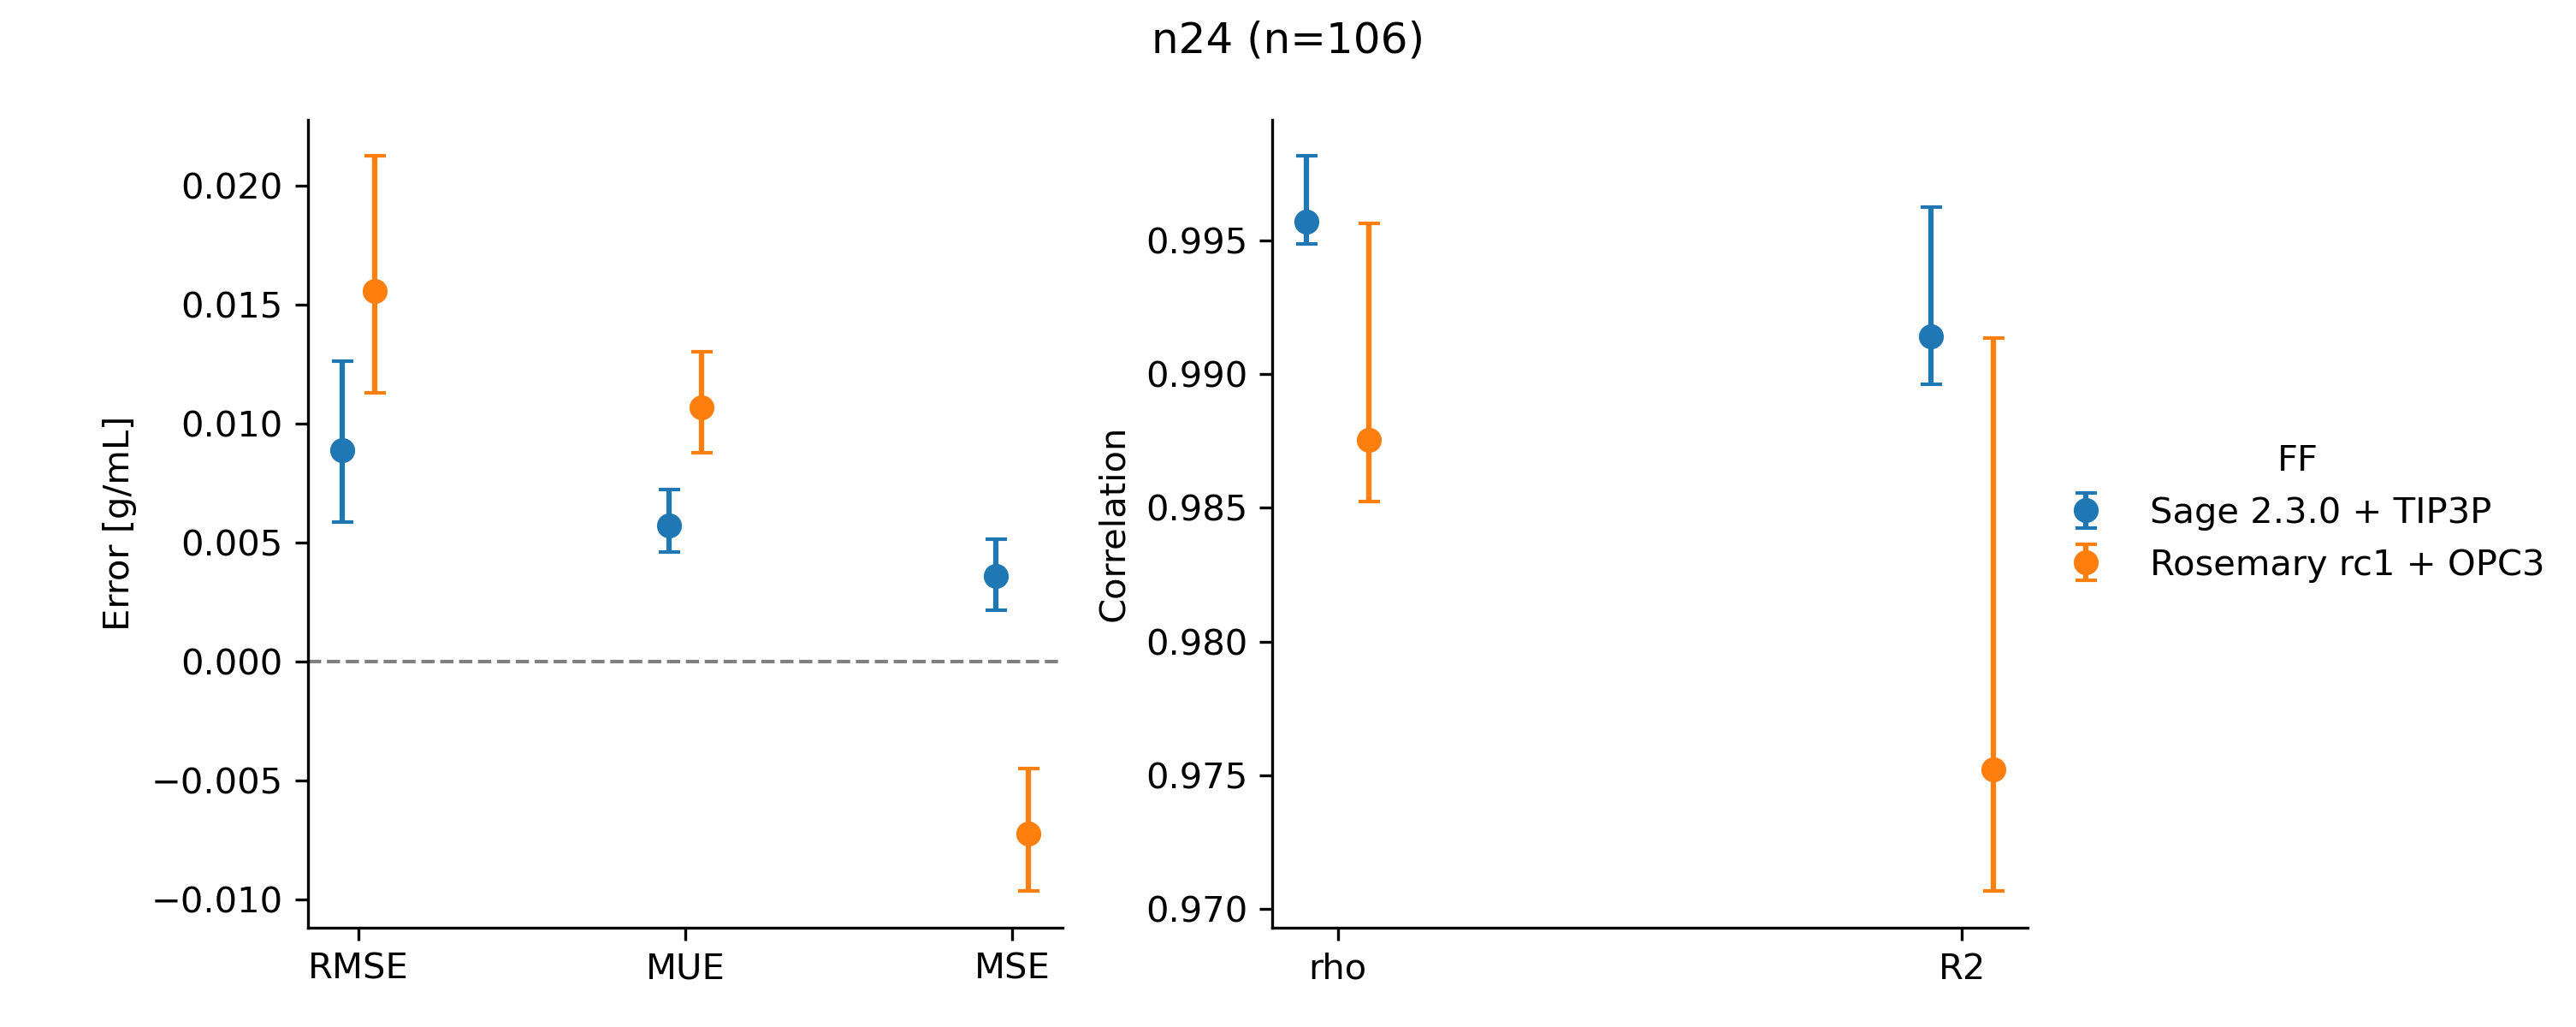 n24 (n=106)
Error [g/mL]
0.020
0.015
0.010
0.005
0.000
−0.005
−0.010
RMSE
MUE
MSE
Correlation
0.995
0.990
0.985
0.980
0.975
0.970
rho
R2
FF
Sage 2.3.0 + TIP3P
Rosemary rc1 + OPC3